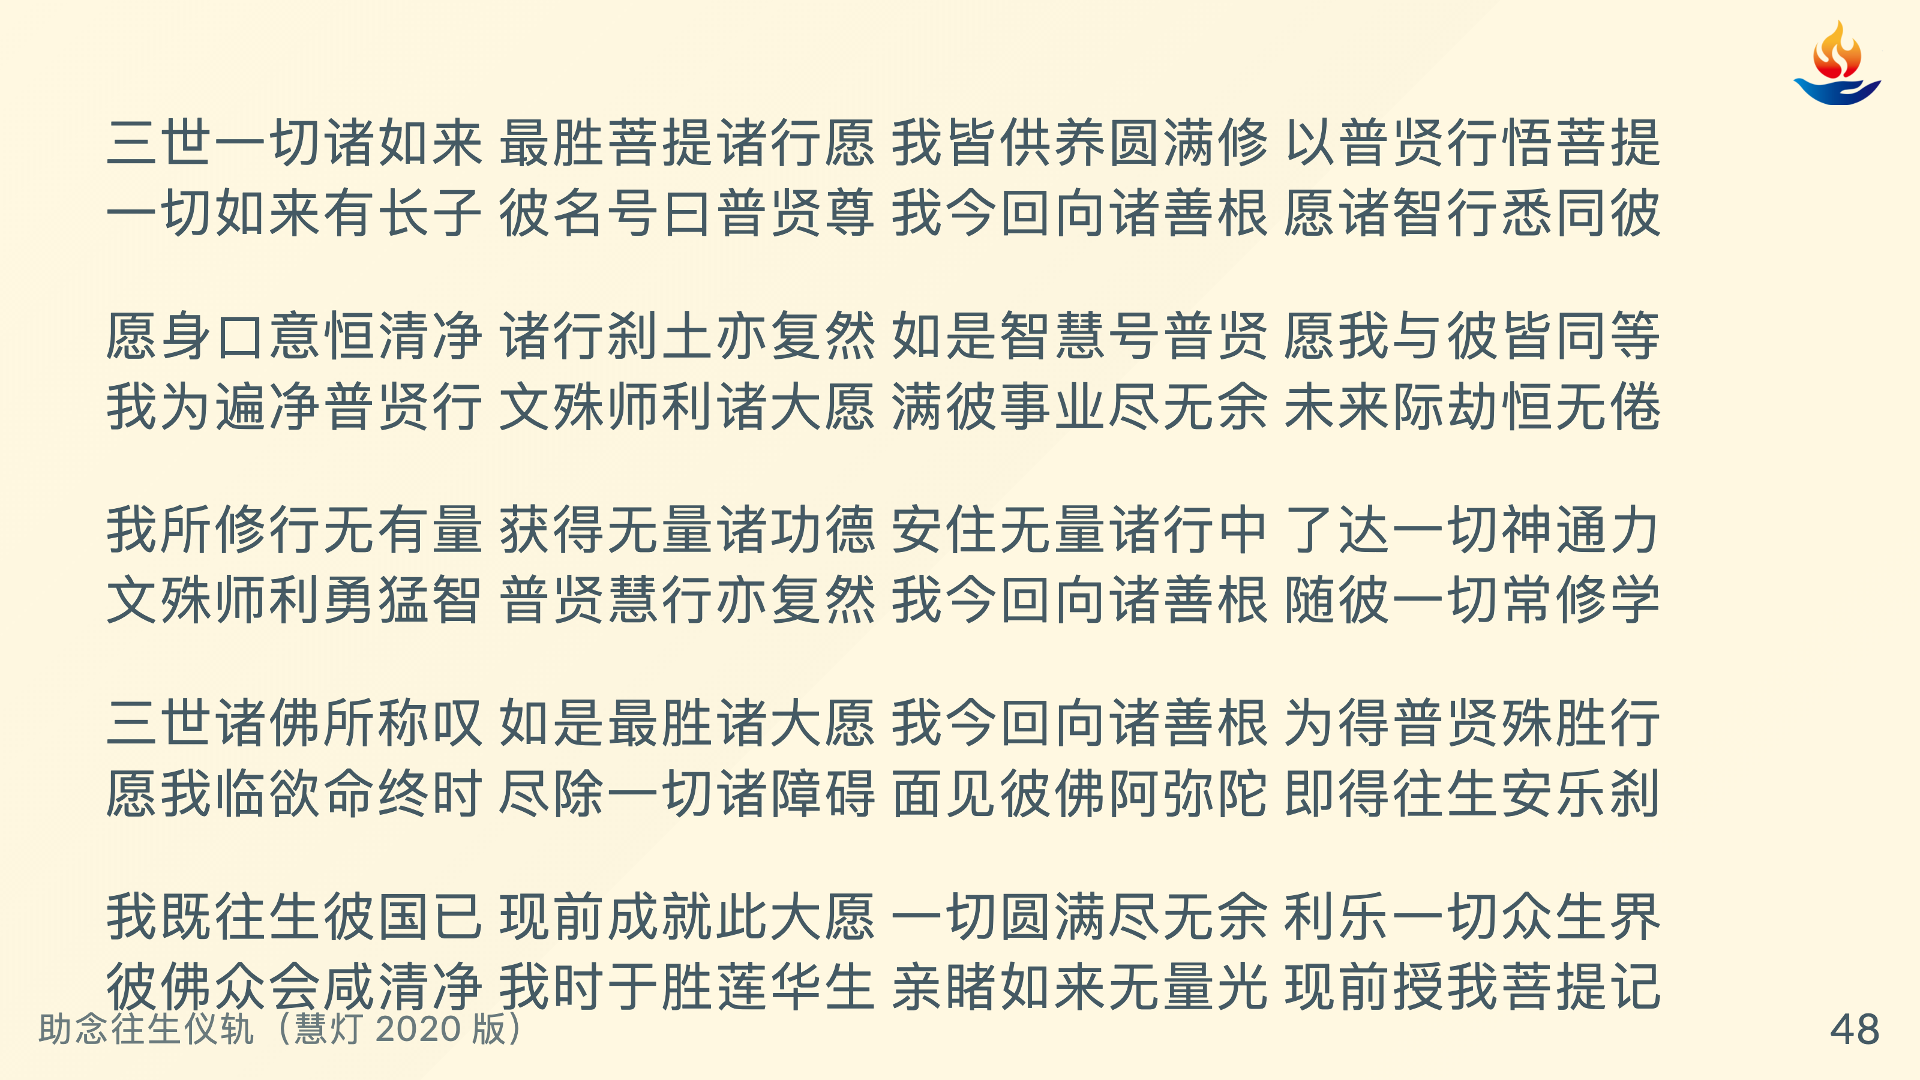 三世一切诸如来 最胜菩提诸行愿 我皆供养圆满修 以普贤行悟菩提
一切如来有长子 彼名号曰普贤尊 我今回向诸善根 愿诸智行悉同彼
愿身口意恒清净 诸行刹土亦复然 如是智慧号普贤 愿我与彼皆同等
我为遍净普贤行 文殊师利诸大愿 满彼事业尽无余 未来际劫恒无倦
我所修行无有量 获得无量诸功德 安住无量诸行中 了达一切神通力
文殊师利勇猛智 普贤慧行亦复然 我今回向诸善根 随彼一切常修学
三世诸佛所称叹 如是最胜诸大愿 我今回向诸善根 为得普贤殊胜行
愿我临欲命终时 尽除一切诸障碍 面见彼佛阿弥陀 即得往生安乐刹
我既往生彼国已 现前成就此大愿 一切圆满尽无余 利乐一切众生界
彼佛众会咸清净 我时于胜莲华生 亲睹如来无量光 现前授我菩提记
助念往生仪轨（慧灯 2020 版）
48